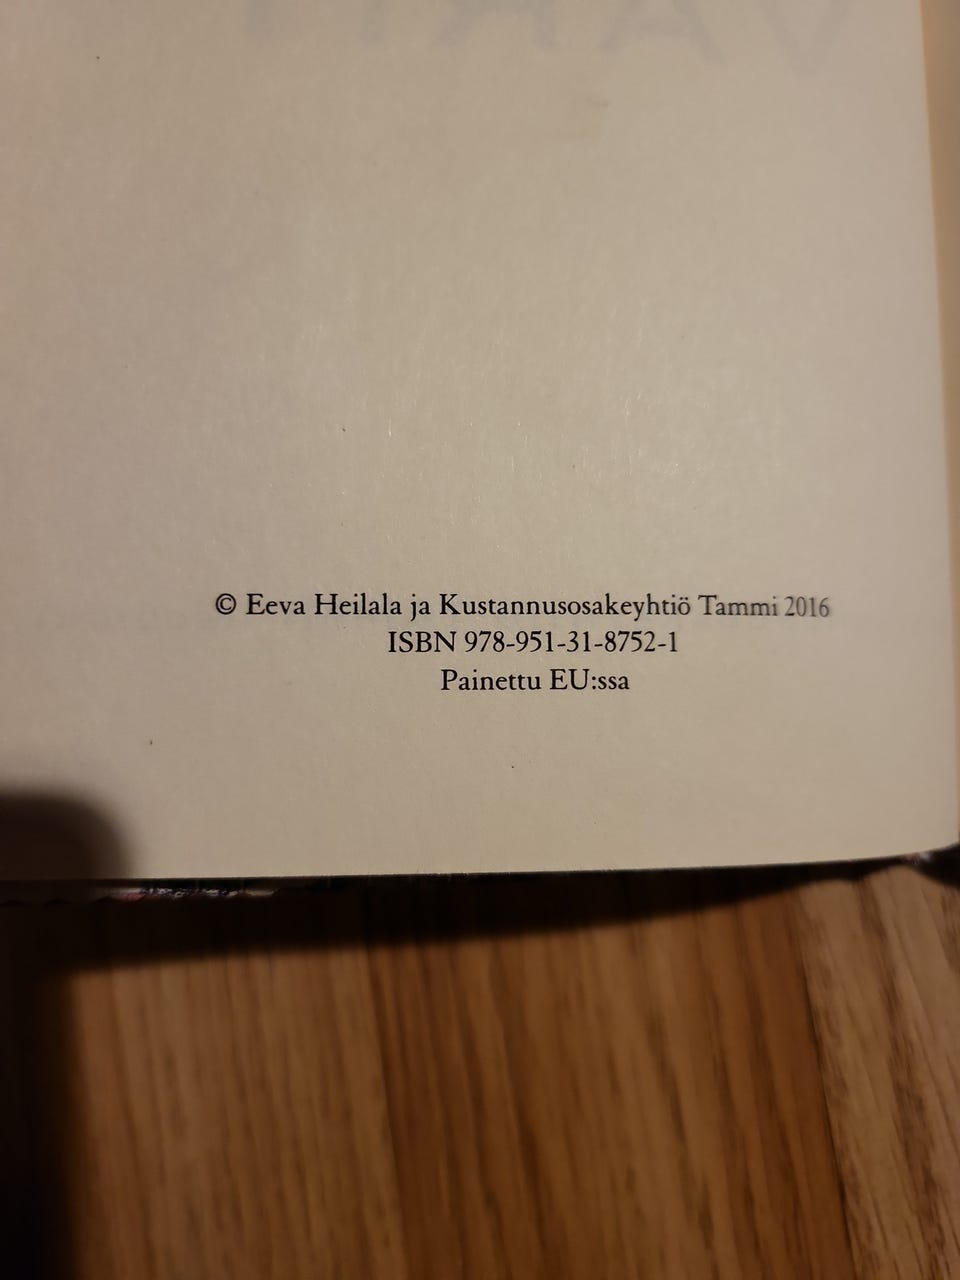 © Eeva Heilala ja Kustannusosakeyhtiö Tammi 2016
ISBN 978-951-31-8752-1
Painettu EU:ssa